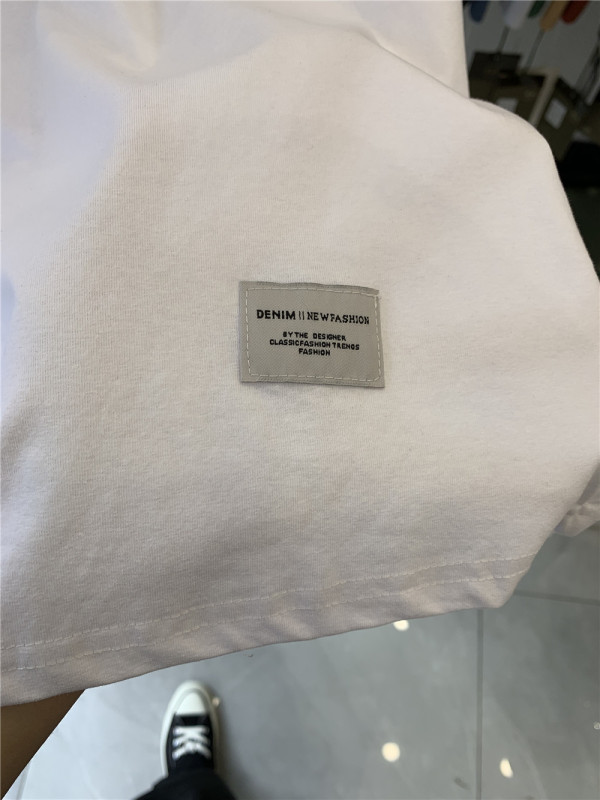 DENIM || NEWFASHION
BY THE DESIGNER
CLASSICFASHION TRENDS
FASHION